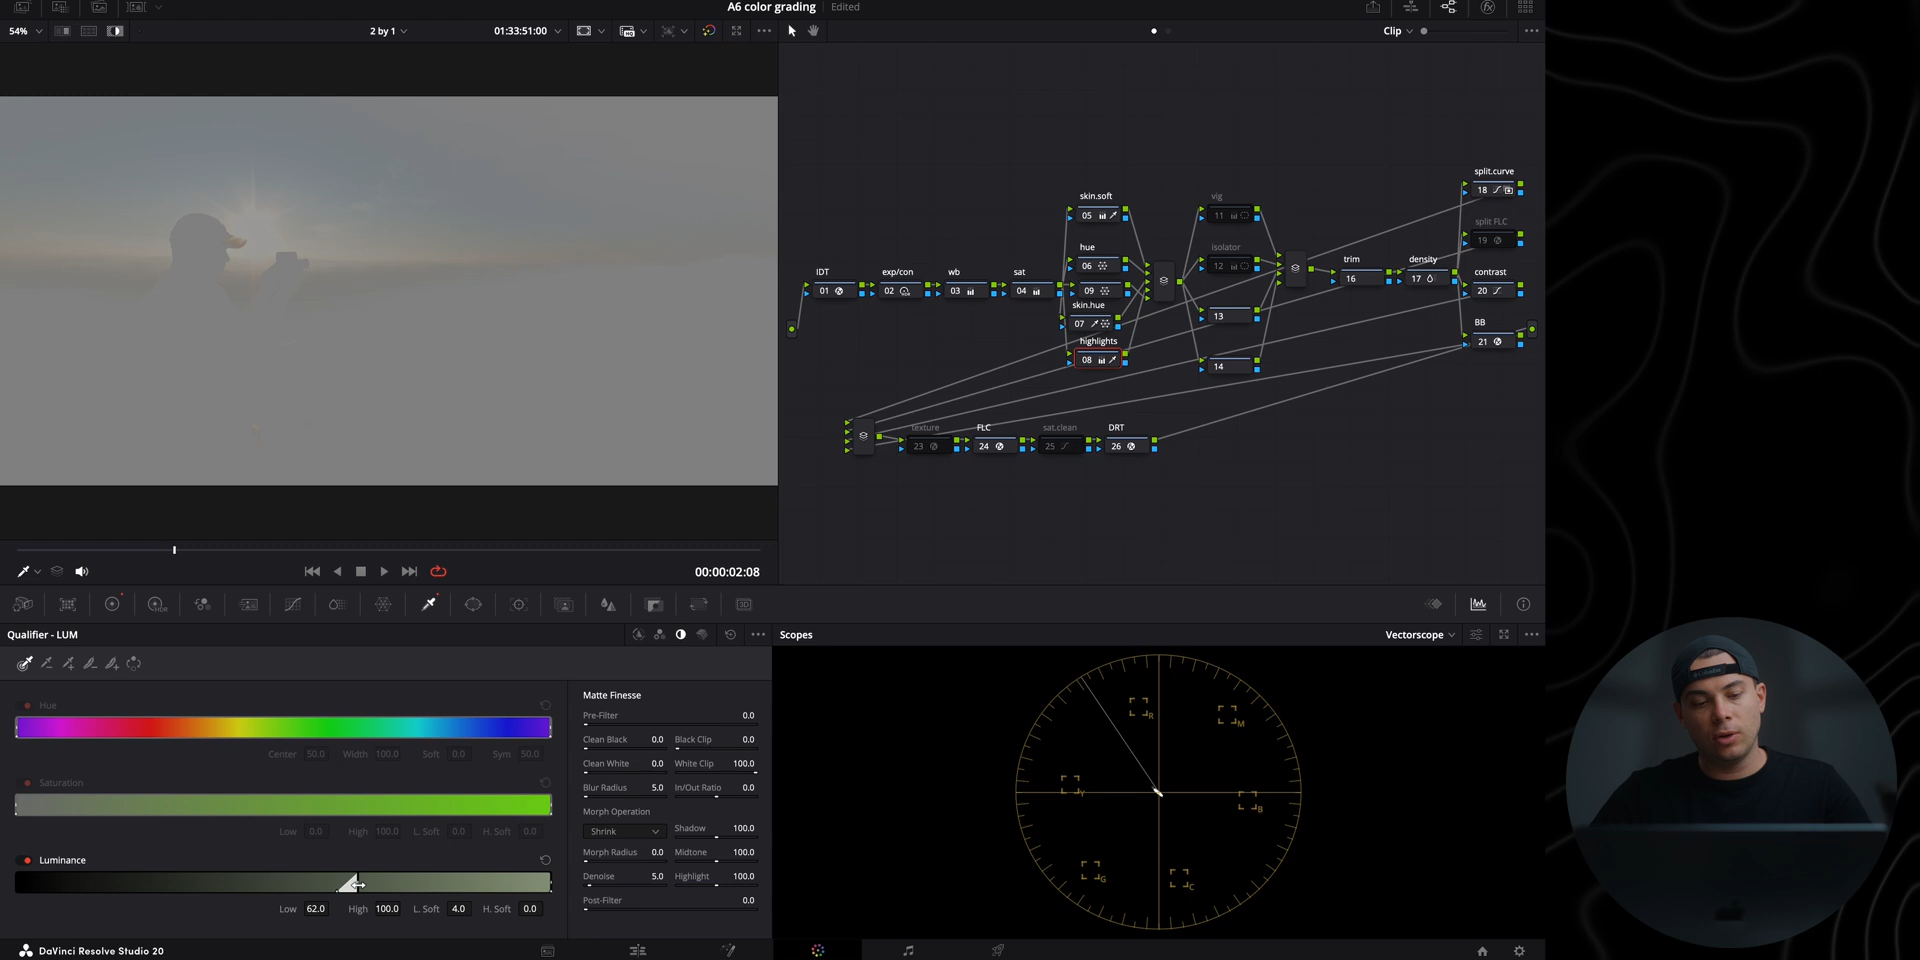 A6 color grading Edited
54% 2 by 1 01:33:51:00 HQ Clip
split.curve
18
skin.soft vig split FLC
05 11 19
hue isolator
06 12
IDT exp/con wb sat trim density contrast
01 02 03 04 09 16 17 20
skin.hue
07 13
highlights BB
08 14 21
texture FLC sat.clean DRT
23 24 25 26
00:00:02:08
HDR 3D
Qualifier - LUM
Scopes Vectorscope
Hue
Center 50.0 Width 100.0 Soft 0.0 Sym 50.0
Saturation
Low 0.0 High 100.0 L. Soft 0.0 H. Soft 0.0
Luminance
Low 62.0 High 100.0 L. Soft 4.0 H. Soft 0.0
Matte Finesse
Pre-Filter 0.0
Clean Black 0.0 Black Clip 0.0
Clean White 0.0 White Clip 100.0
Blur Radius 5.0 In/Out Ratio 0.0
Morph Operation
Shrink Shadow 100.0
Morph Radius 0.0 Midtone 100.0
Denoise 5.0 Highlight 100.0
Post-Filter 0.0
R M
Y B
G C
DaVinci Resolve Studio 20